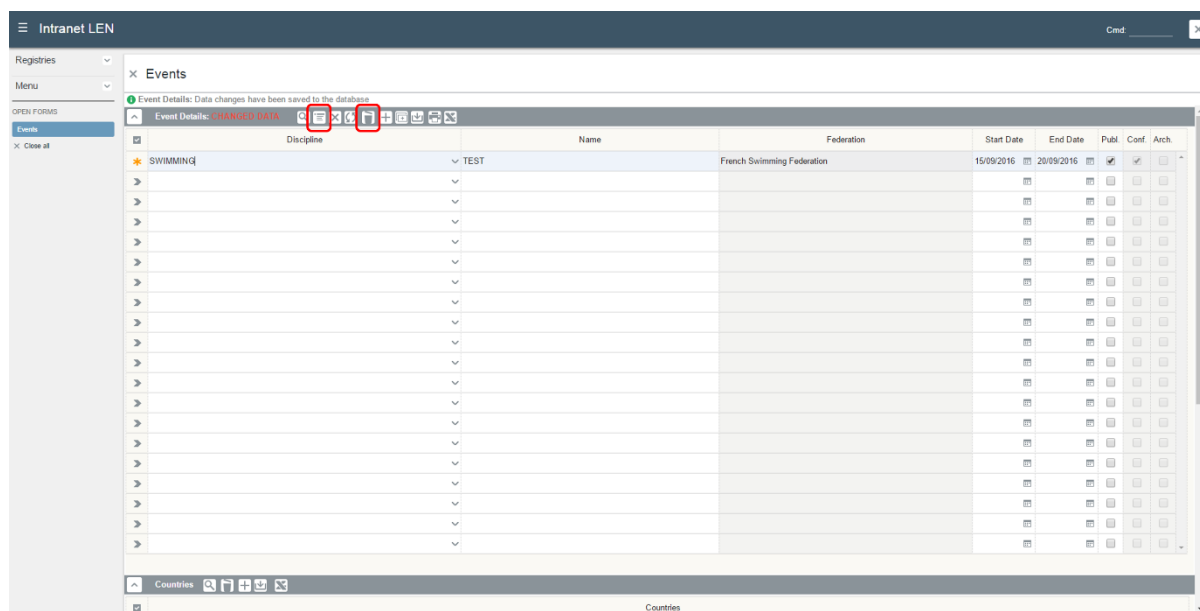 ☰ Intranet LEN
Cmd:
Registries
Menu
OPEN FORMS
Events
× Close all
× Events
Event Details: Data changes have been saved to the database
Event Details: CHANGED DATA
Discipline Name Federation Start Date End Date Publ. Conf. Arch.
SWIMMING TEST French Swimming Federation 15/09/2016 20/09/2016
Countries
Countries